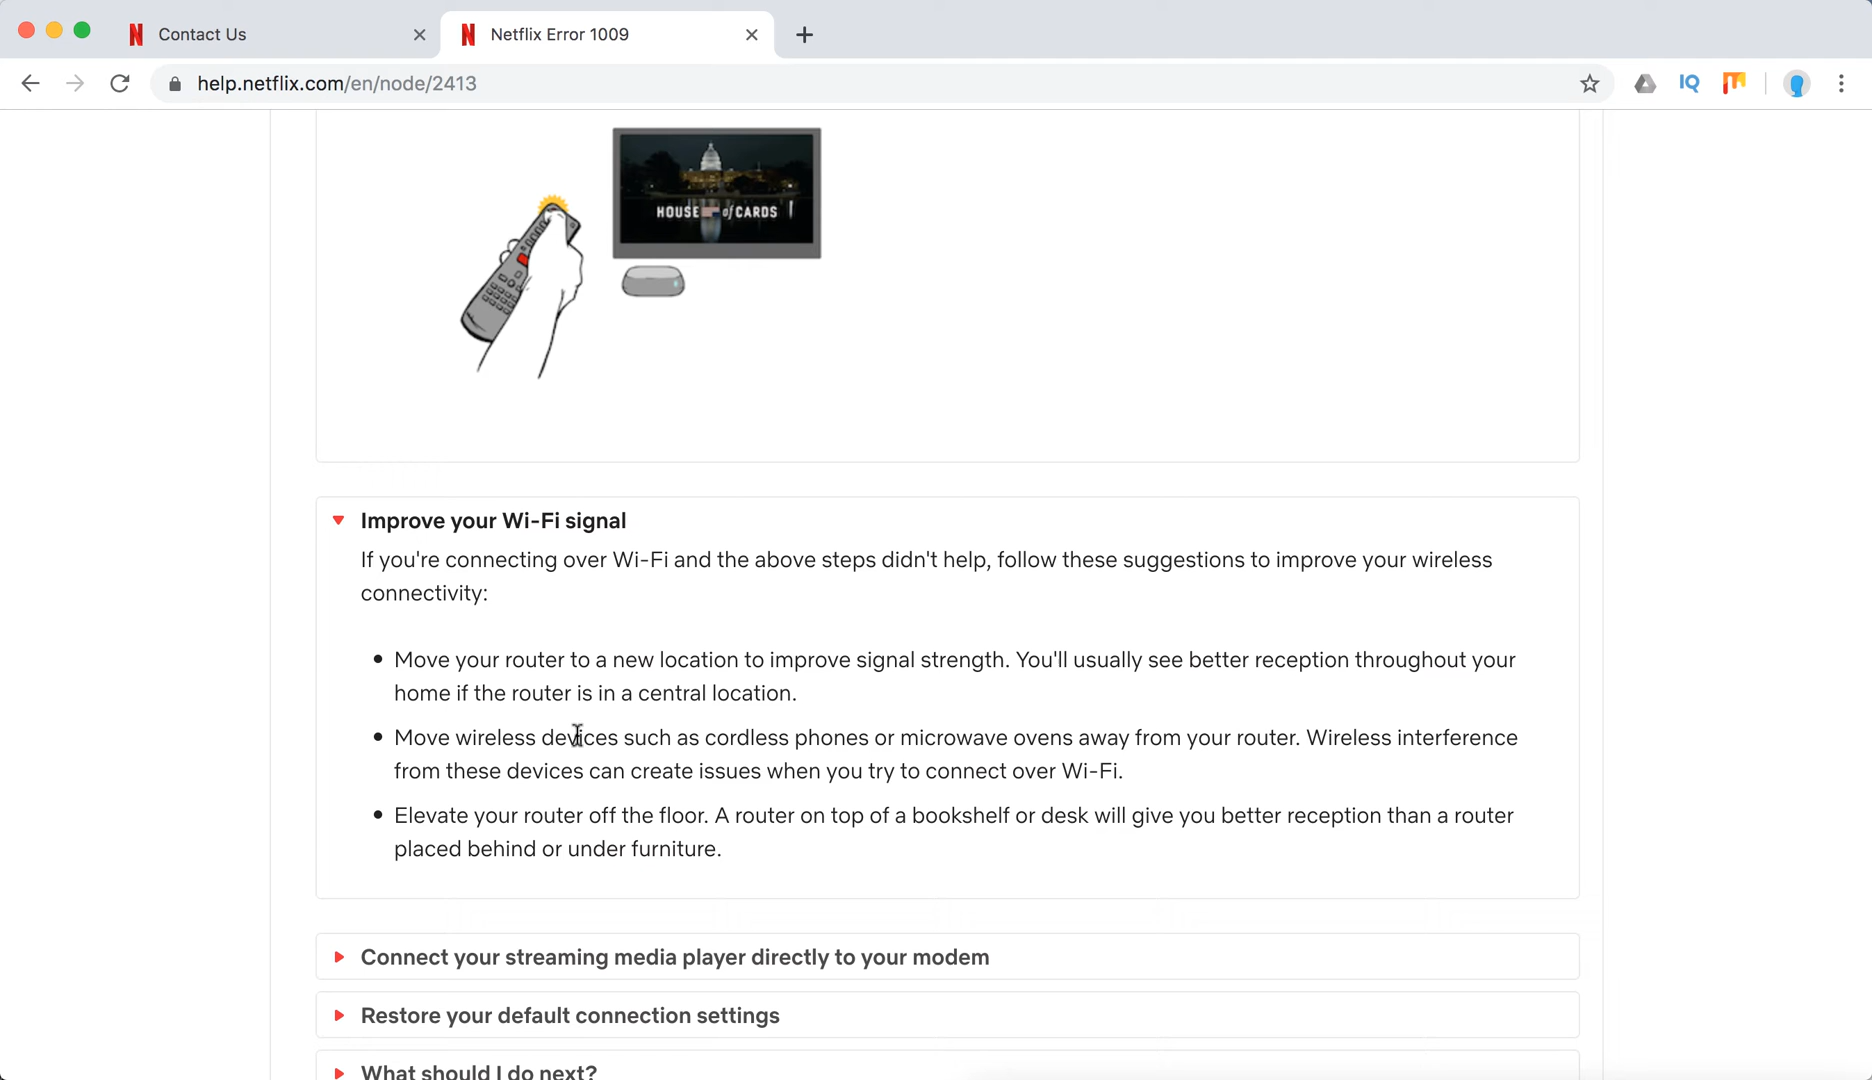 Contact Us
Netflix Error 1009
help.netflix.com/en/node/2413
IQ
HOUSE of CARDS
Improve your Wi-Fi signal
If you're connecting over Wi-Fi and the above steps didn't help, follow these suggestions to improve your wireless
connectivity:
Move your router to a new location to improve signal strength. You'll usually see better reception throughout your
home if the router is in a central location.
Move wireless devices such as cordless phones or microwave ovens away from your router. Wireless interference
from these devices can create issues when you try to connect over Wi-Fi.
Elevate your router off the floor. A router on top of a bookshelf or desk will give you better reception than a router
placed behind or under furniture.
Connect your streaming media player directly to your modem
Restore your default connection settings
What should I do next?